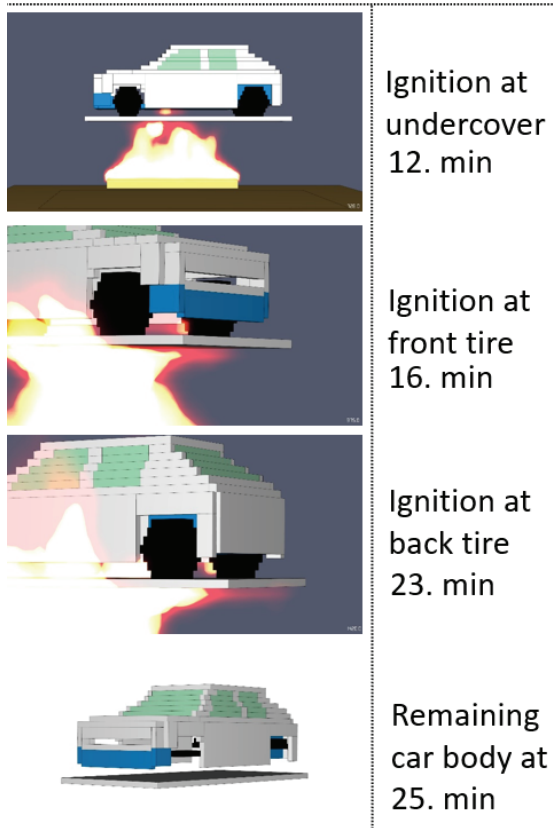 Ignition at
undercover
12. min
Ignition at
front tire
16. min
Ignition at
back tire
23. min
Remaining
car body at
25. min